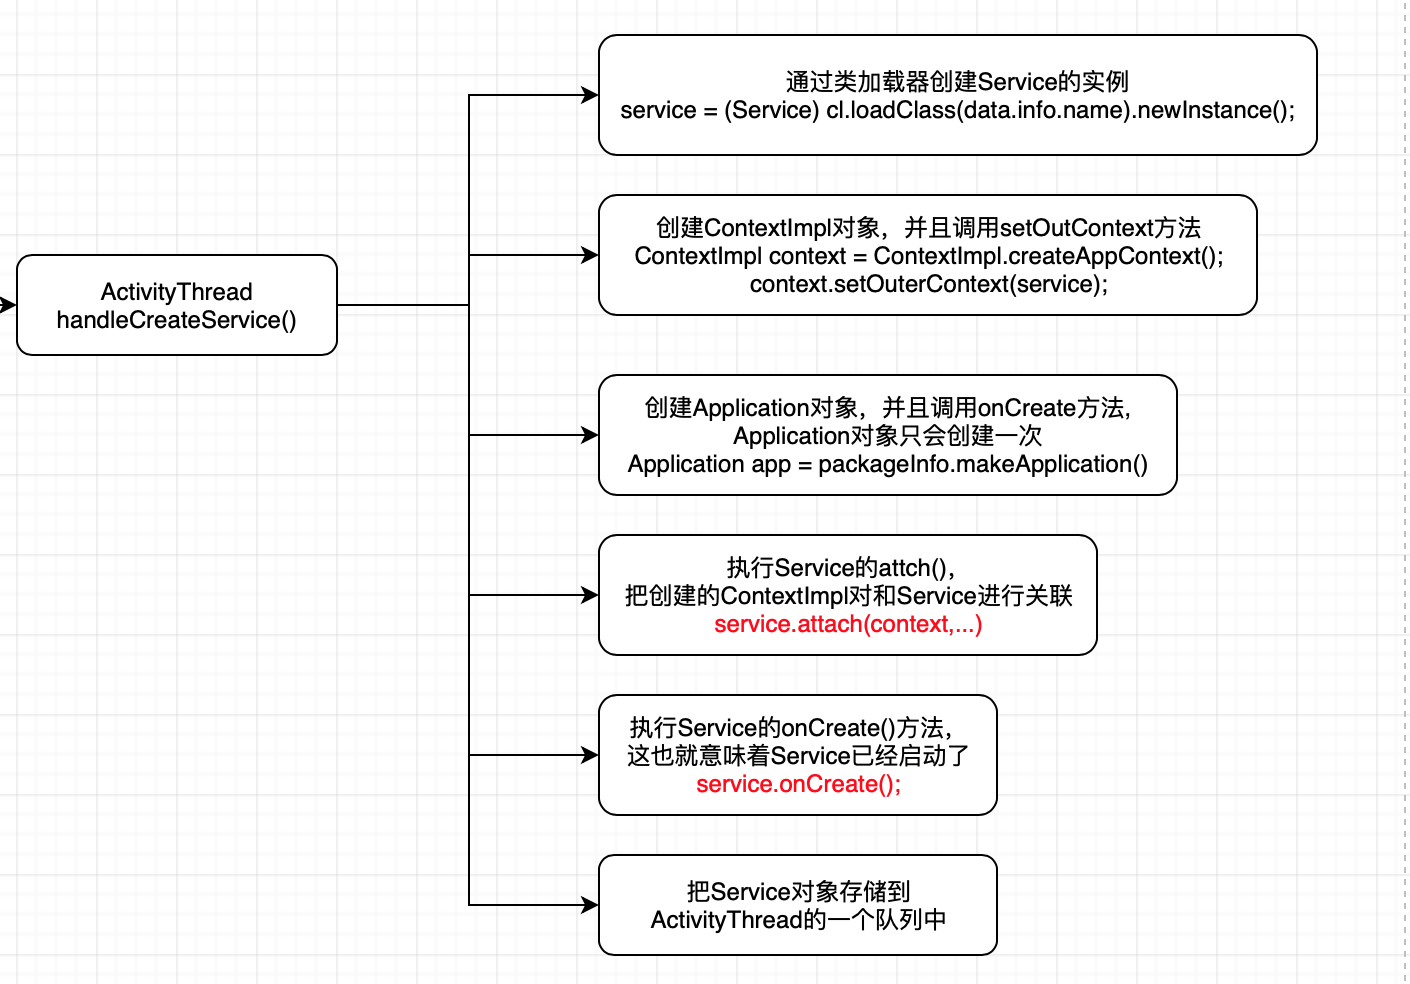 ActivityThread
handleCreateService()
通过类加载器创建Service的实例
service = (Service) cl.loadClass(data.info.name).newInstance();
创建ContextImpl对象，并且调用setOutContext方法
ContextImpl context = ContextImpl.createAppContext();
context.setOuterContext(service);
创建Application对象，并且调用onCreate方法,
Application对象只会创建一次
Application app = packageInfo.makeApplication()
执行Service的attch()，
把创建的ContextImpl对和Service进行关联
service.attach(context,...)
执行Service的onCreate()方法，
这也就意味着Service已经启动了
service.onCreate();
把Service对象存储到
ActivityThread的一个队列中